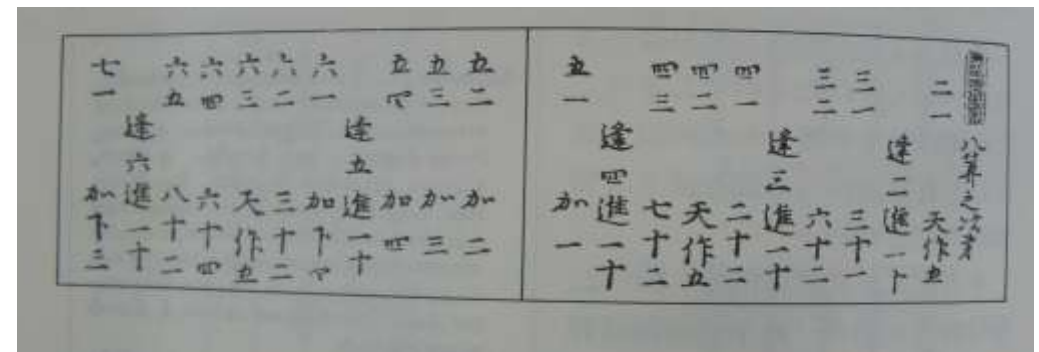 八算之次才
二一 天作五
逢二進一十
三一 三十一
三二 六十二
逢三進一十
四一 二十二
四二 天作五
四三 七十二
逢四進一十
五一 加一
五二 加二
五三 加三
五四 加四
逢五進一十
六一 加下四
六二 三十二
六三 天作五
六四 六十四
六五 八十二
逢六進一十
七一 加下三